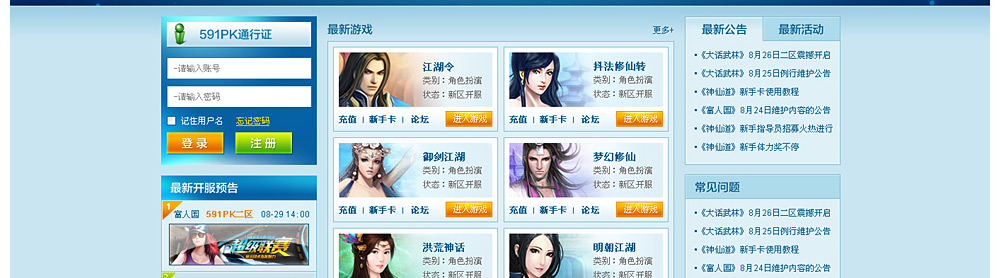 591PK通行证
-请输入账号
-请输入密码
记住用户名 忘记密码
登录 注册
最新开服预告
1 富人国 591PK二区 08-29 14:00
超级联赛
2
最新游戏 更多+
江湖令
类别：角色扮演
状态：新区开服
充值 | 新手卡 | 论坛 进入游戏
抖法修仙转
类别：角色扮演
状态：新区开服
充值 | 新手卡 | 论坛 进入游戏
御剑江湖
类别：角色扮演
状态：新区开服
充值 | 新手卡 | 论坛 进入游戏
梦幻修仙
类别：角色扮演
状态：新区开服
充值 | 新手卡 | 论坛 进入游戏
洪荒神话
类别：角色扮演
状态：新区开服
明朝江湖
类别：角色扮演
状态：新区开服
最新公告 最新活动
·《大话武林》8月26日二区震撼开启
·《大话武林》8月25日例行维护公告
·《神仙道》新手卡使用教程
·《富人国》8月24日维护内容的公告
·《神仙道》新手指导员招募火热进行
·《神仙道》新手体力奖不停
常见问题
·《大话武林》8月26日二区震撼开启
·《大话武林》8月25日例行维护公告
·《神仙道》新手卡使用教程
·《富人国》8月24日维护内容的公告